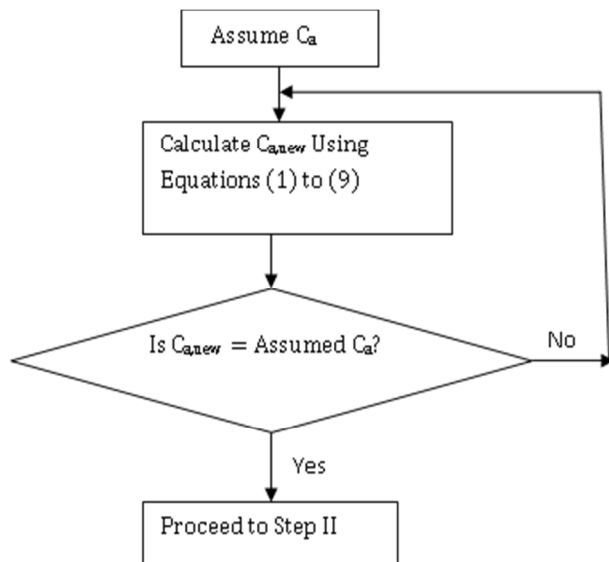 Assume Ca
Calculate Ca,new Using
Equations (1) to (9)
Is Ca,new = Assumed Ca?
No
Yes
Proceed to Step II